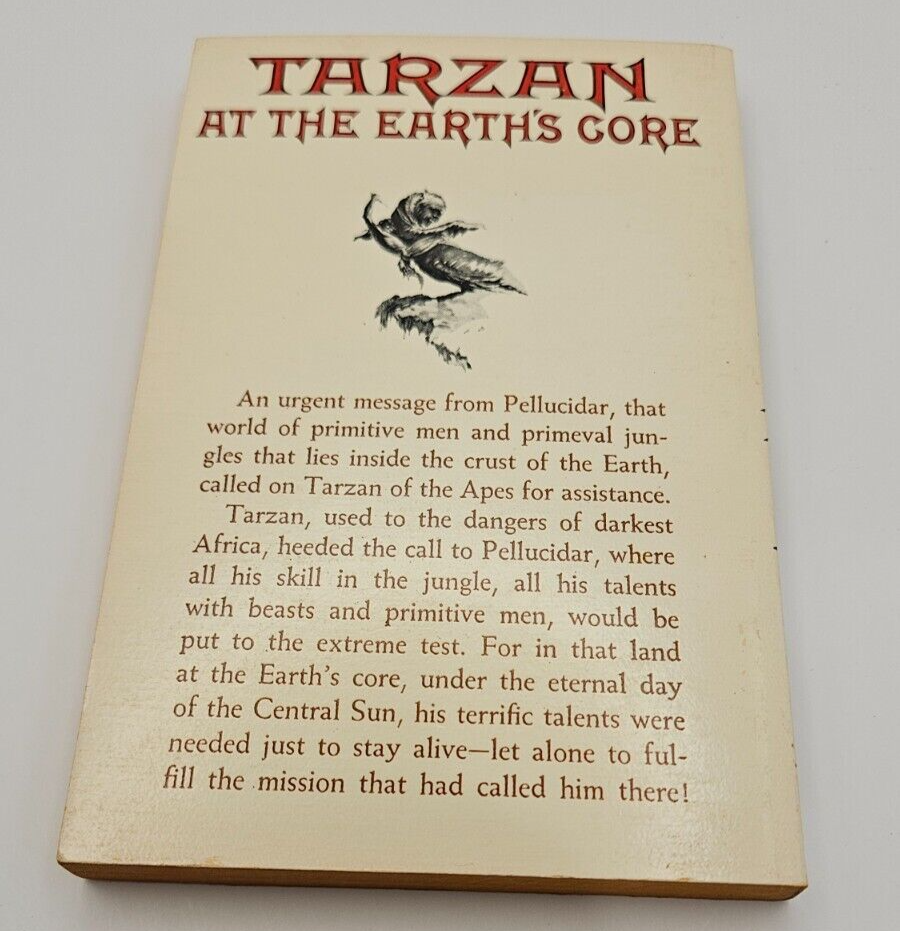 TARZAN
AT THE EARTH'S CORE
An urgent message from Pellucidar, that
world of primitive men and primeval jun-
gles that lies inside the crust of the Earth,
called on Tarzan of the Apes for assistance.
Tarzan, used to the dangers of darkest
Africa, heeded the call to Pellucidar, where
all his skill in the jungle, all his talents
with beasts and primitive men, would be
put to the extreme test. For in that land
at the Earth's core, under the eternal day
of the Central Sun, his terrific talents were
needed just to stay alive—let alone to ful-
fill the mission that had called him there!